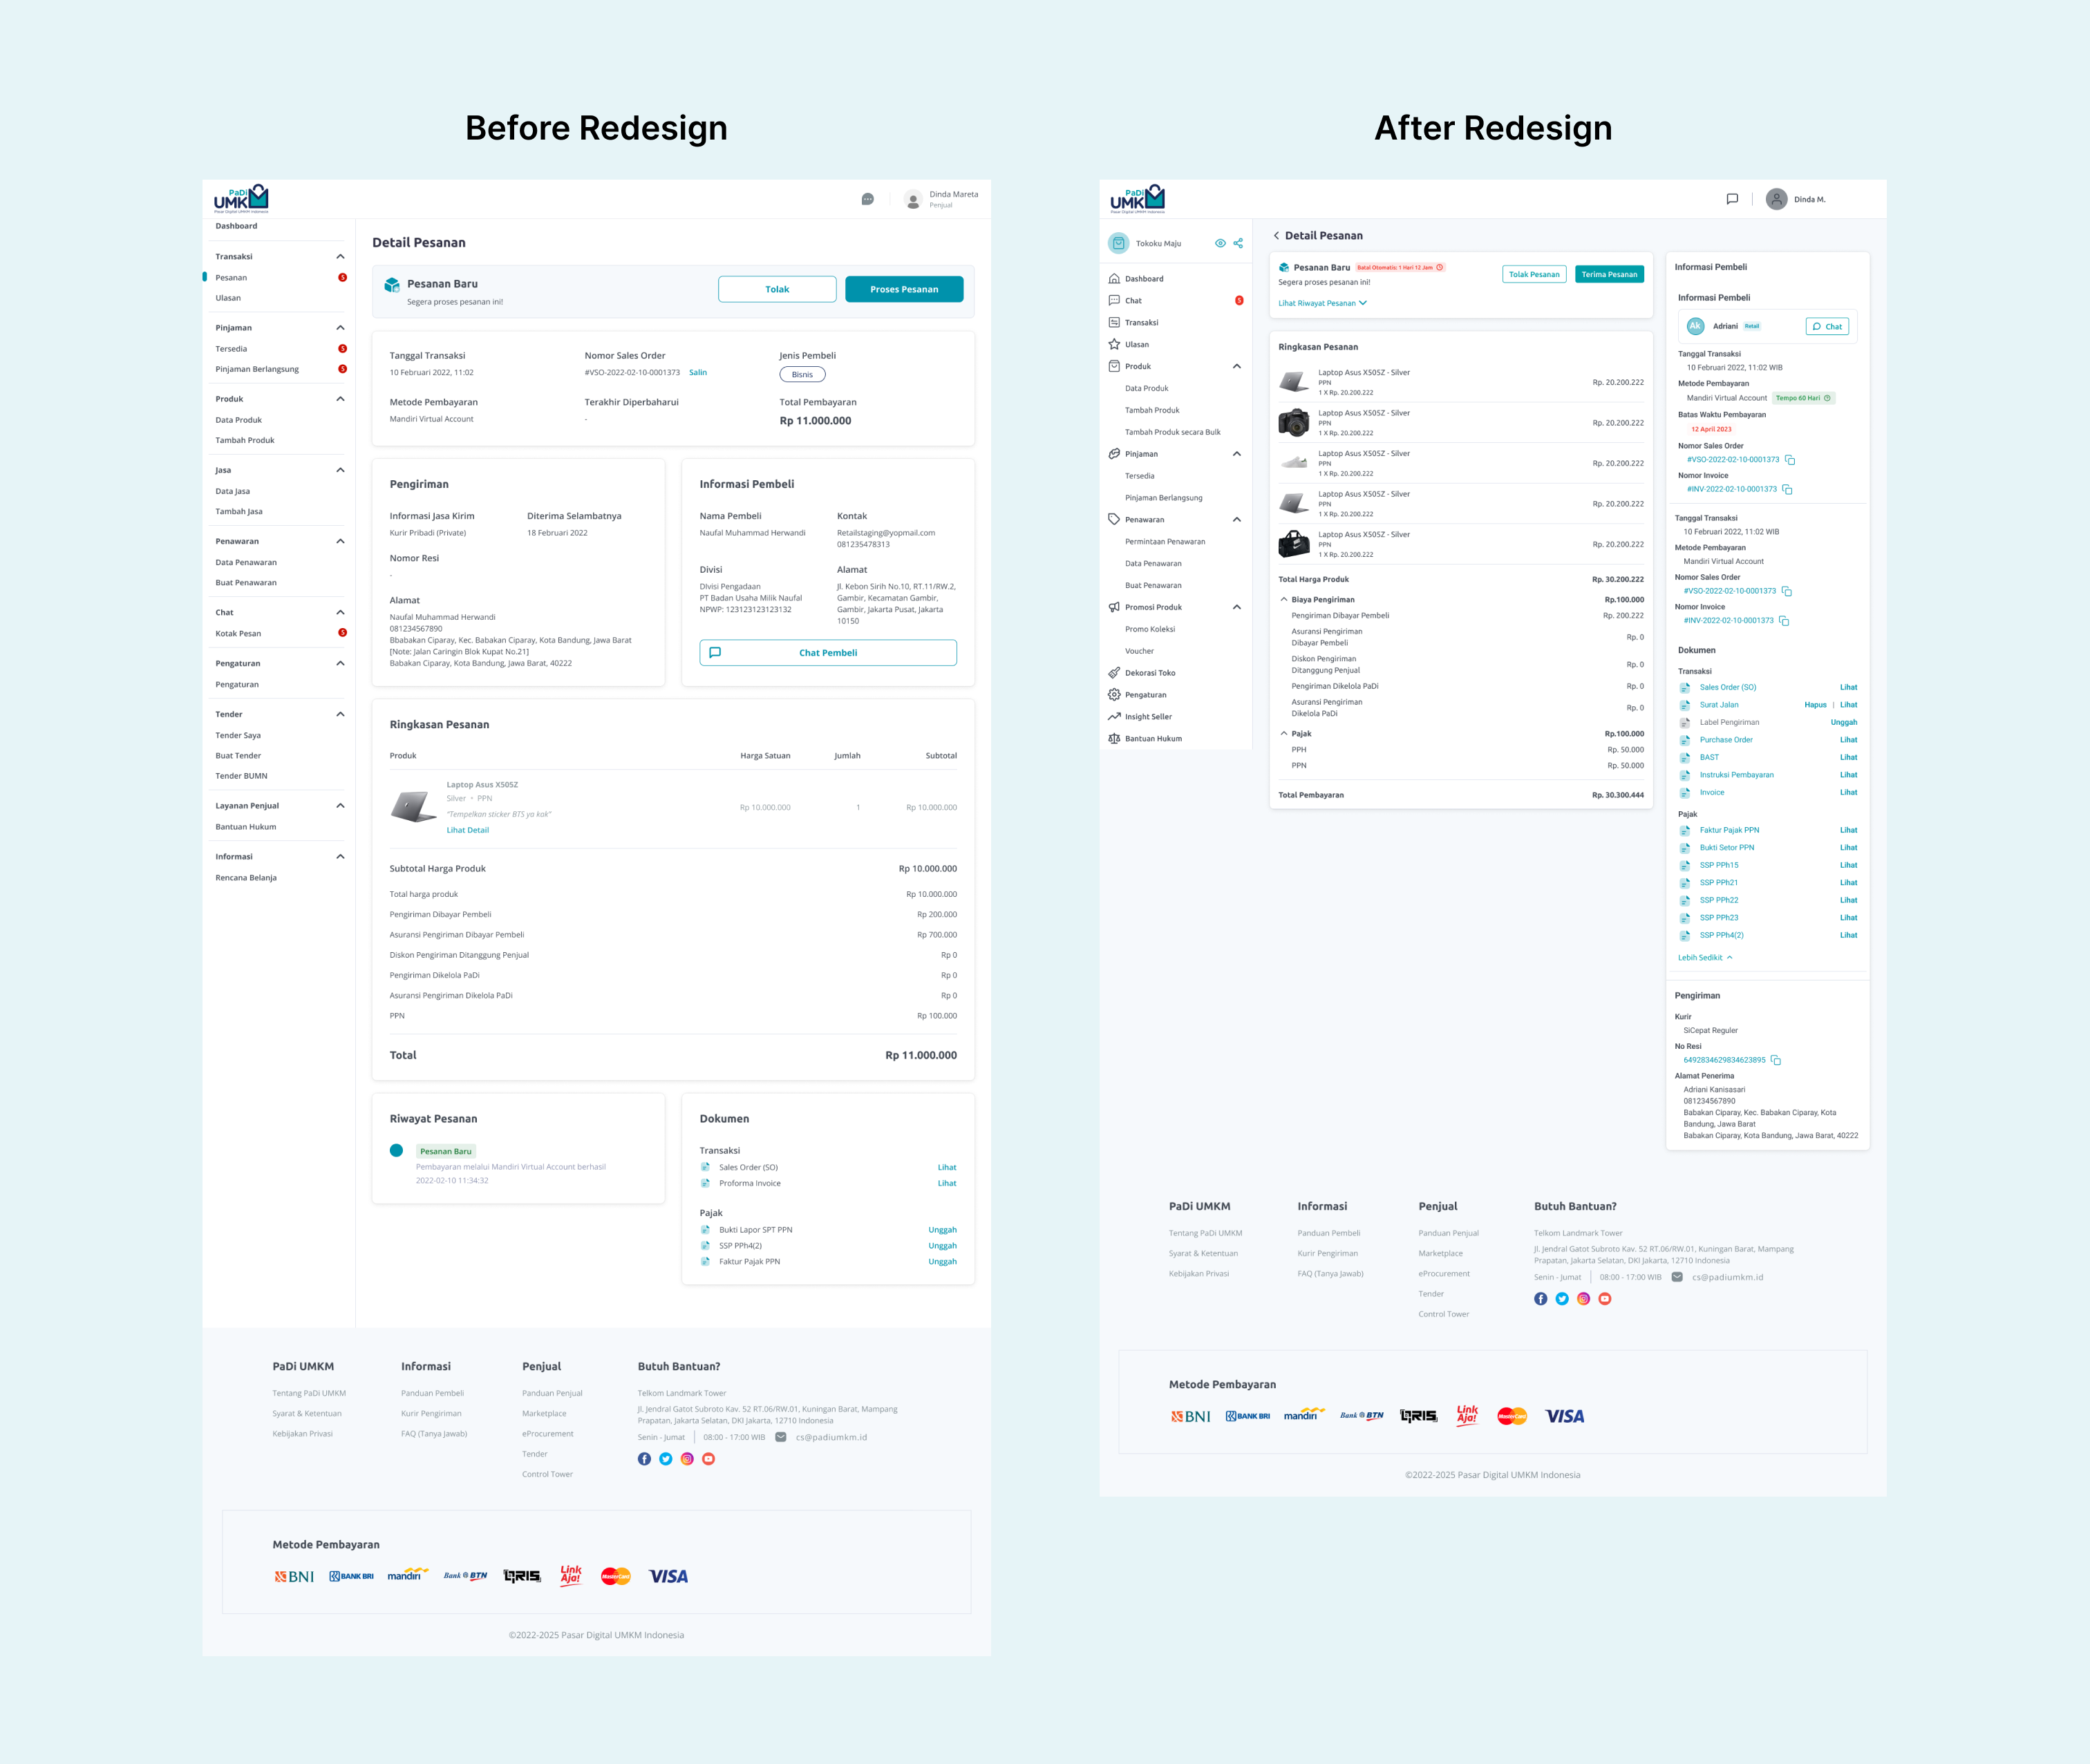 Before Redesign
PaDi
UMKM
Pasar Digital UMKM Indonesia
Dinda Mareta
Penjual
Dashboard
Transaksi
Pesanan 5
Ulasan
Pinjaman
Tersedia 5
Pinjaman Berlangsung 5
Produk
Data Produk
Tambah Produk
Jasa
Data Jasa
Tambah Jasa
Penawaran
Data Penawaran
Buat Penawaran
Chat
Kotak Pesan 5
Pengaturan
Pengaturan
Tender
Tender Saya
Buat Tender
Tender BUMN
Layanan Penjual
Bantuan Hukum
Informasi
Rencana Belanja
Detail Pesanan
Pesanan Baru
Segera proses pesanan ini!
Tolak
Proses Pesanan
Tanggal Transaksi
10 Februari 2022, 11:02
Nomor Sales Order
#VSO-2022-02-10-0001373 Salin
Jenis Pembeli
Bisnis
Metode Pembayaran
Mandiri Virtual Account
Terakhir Diperbaharui
-
Total Pembayaran
Rp 11.000.000
Pengiriman
Informasi Jasa Kirim
Kurir Pribadi (Private)
Diterima Selambatnya
18 Februari 2022
Nomor Resi
-
Alamat
Naufal Muhammad Herwandi
081234567890
Bbabakan Ciparay, Kec. Babakan Ciparay, Kota Bandung, Jawa Barat
[Note: Jalan Caringin Blok Kupat No.21]
Babakan Ciparay, Kota Bandung, Jawa Barat, 40222
Informasi Pembeli
Nama Pembeli
Naufal Muhammad Herwandi
Kontak
Retailstaging@yopmail.com
081235478313
Divisi
DIvisi Pengadaan
PT Badan Usaha Milik Naufal
NPWP: 123123123123132
Alamat
Jl. Kebon Sirih No.10, RT.11/RW.2,
Gambir, Kecamatan Gambir,
Gambir, Jakarta Pusat, Jakarta
10150
Chat Pembeli
Ringkasan Pesanan
Produk Harga Satuan Jumlah Subtotal
Laptop Asus X505Z
Silver • PPN
"Tempelkan sticker BTS ya kak"
Lihat Detail
Rp 10.000.000 1 Rp 10.000.000
Subtotal Harga Produk Rp 10.000.000
Total harga produk Rp 10.000.000
Pengiriman Dibayar Pembeli Rp 200.000
Asuransi Pengiriman Dibayar Pembeli Rp 700.000
Diskon Pengiriman Ditanggung Penjual Rp 0
Pengiriman Dikelola PaDi Rp 0
Asuransi Pengiriman Dikelola PaDi Rp 0
PPN Rp 100.000
Total Rp 11.000.000
Riwayat Pesanan
Pesanan Baru
Pembayaran melalui Mandiri Virtual Account berhasil
2022-02-10 11:34:32
Dokumen
Transaksi
Sales Order (SO) Lihat
Proforma Invoice Lihat
Pajak
Bukti Lapor SPT PPN Unggah
SSP PPh4(2) Unggah
Faktur Pajak PPN Unggah
PaDi UMKM
Tentang PaDi UMKM
Syarat & Ketentuan
Kebijakan Privasi
Informasi
Panduan Pembeli
Kurir Pengiriman
FAQ (Tanya Jawab)
Penjual
Panduan Penjual
Marketplace
eProcurement
Tender
Control Tower
Butuh Bantuan?
Telkom Landmark Tower
Jl. Jendral Gatot Subroto Kav. 52 RT.06/RW.01, Kuningan Barat, Mampang
Prapatan, Jakarta Selatan, DKI Jakarta, 12710 Indonesia
Senin - Jumat 08:00 - 17:00 WIB cs@padiumkm.id
Metode Pembayaran
BNI BANK BRI mandiri Bank BTN QRIS Link Aja! MasterCard VISA
©2022-2025 Pasar Digital UMKM Indonesia
After Redesign
PaDi
UMKM
Pasar Digital UMKM Indonesia
Dinda M.
Tokoku Maju
Dashboard
Chat 5
Transaksi
Ulasan
Produk
Data Produk
Tambah Produk
Tambah Produk secara Bulk
Pinjaman
Tersedia
Pinjaman Berlangsung
Penawaran
Permintaan Penawaran
Data Penawaran
Buat Penawaran
Promosi Produk
Promo Koleksi
Voucher
Dekorasi Toko
Pengaturan
Insight Seller
Bantuan Hukum
Detail Pesanan
Pesanan Baru Batal Otomatis: 1 Hari 12 Jam
Segera proses pesanan ini!
Lihat Riwayat Pesanan
Tolak Pesanan
Terima Pesanan
Ringkasan Pesanan
Laptop Asus X505Z - Silver
PPN
1 X Rp. 20.200.222
Rp. 20.200.222
Laptop Asus X505Z - Silver
PPN
1 X Rp. 20.200.222
Rp. 20.200.222
Laptop Asus X505Z - Silver
PPN
1 X Rp. 20.200.222
Rp. 20.200.222
Laptop Asus X505Z - Silver
PPN
1 X Rp. 20.200.222
Rp. 20.200.222
Laptop Asus X505Z - Silver
PPN
1 X Rp. 20.200.222
Rp. 20.200.222
Total Harga Produk Rp. 30.200.222
Biaya Pengiriman Rp.100.000
Pengiriman Dibayar Pembeli Rp. 200.222
Asuransi Pengiriman
Dibayar Pembeli
Rp. 0
Diskon Pengiriman
Ditanggung Penjual
Rp. 0
Pengiriman Dikelola PaDi Rp. 0
Asuransi Pengiriman
Dikelola PaDi
Rp. 0
Pajak Rp.100.000
PPH Rp. 50.000
PPN Rp. 50.000
Total Pembayaran Rp. 30.300.444
Informasi Pembeli
Informasi Pembeli
Ak Adriani Retail Chat
Tanggal Transaksi
10 Februari 2022, 11:02 WIB
Metode Pembayaran
Mandiri Virtual Account Tempo 60 Hari
Batas Waktu Pembayaran
12 April 2023
Nomor Sales Order
#VSO-2022-02-10-0001373
Nomor Invoice
#INV-2022-02-10-0001373
Tanggal Transaksi
10 Februari 2022, 11:02 WIB
Metode Pembayaran
Mandiri Virtual Account
Nomor Sales Order
#VSO-2022-02-10-0001373
Nomor Invoice
#INV-2022-02-10-0001373
Dokumen
Transaksi
Sales Order (SO) Lihat
Surat Jalan Hapus | Lihat
Label Pengiriman Unggah
Purchase Order Lihat
BAST Lihat
Instruksi Pembayaran Lihat
Invoice Lihat
Pajak
Faktur Pajak PPN Lihat
Bukti Setor PPN Lihat
SSP PPh15 Lihat
SSP PPh21 Lihat
SSP PPh22 Lihat
SSP PPh23 Lihat
SSP PPh4(2) Lihat
Lebih Sedikit
Pengiriman
Kurir
SiCepat Reguler
No Resi
6492834629834623895
Alamat Penerima
Adriani Kanisasari
081234567890
Babakan Ciparay, Kec. Babakan Ciparay, Kota
Bandung, Jawa Barat
Babakan Ciparay, Kota Bandung, Jawa Barat, 40222
PaDi UMKM
Tentang PaDi UMKM
Syarat & Ketentuan
Kebijakan Privasi
Informasi
Panduan Pembeli
Kurir Pengiriman
FAQ (Tanya Jawab)
Penjual
Panduan Penjual
Marketplace
eProcurement
Tender
Control Tower
Butuh Bantuan?
Telkom Landmark Tower
Jl. Jendral Gatot Subroto Kav. 52 RT.06/RW.01, Kuningan Barat, Mampang
Prapatan, Jakarta Selatan, DKI Jakarta, 12710 Indonesia
Senin - Jumat 08:00 - 17:00 WIB cs@padiumkm.id
Metode Pembayaran
BNI BANK BRI mandiri Bank BTN QRIS Link Aja! MasterCard VISA
©2022-2025 Pasar Digital UMKM Indonesia